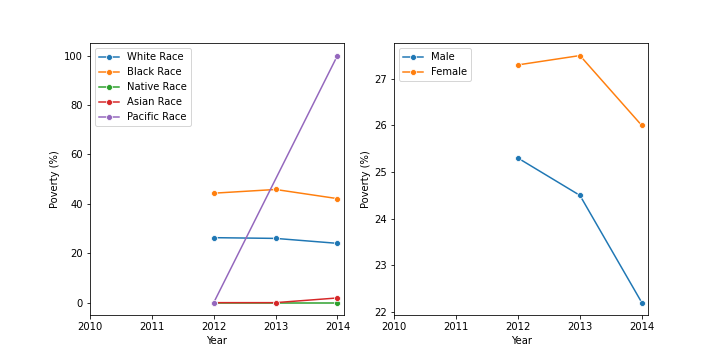 White Race
Black Race
Native Race
Asian Race
Pacific Race
Poverty (%)
100
80
60
40
20
0
2010 2011 2012 2013 2014
Year
Male
Female
Poverty (%)
27
26
25
24
23
22
2010 2011 2012 2013 2014
Year